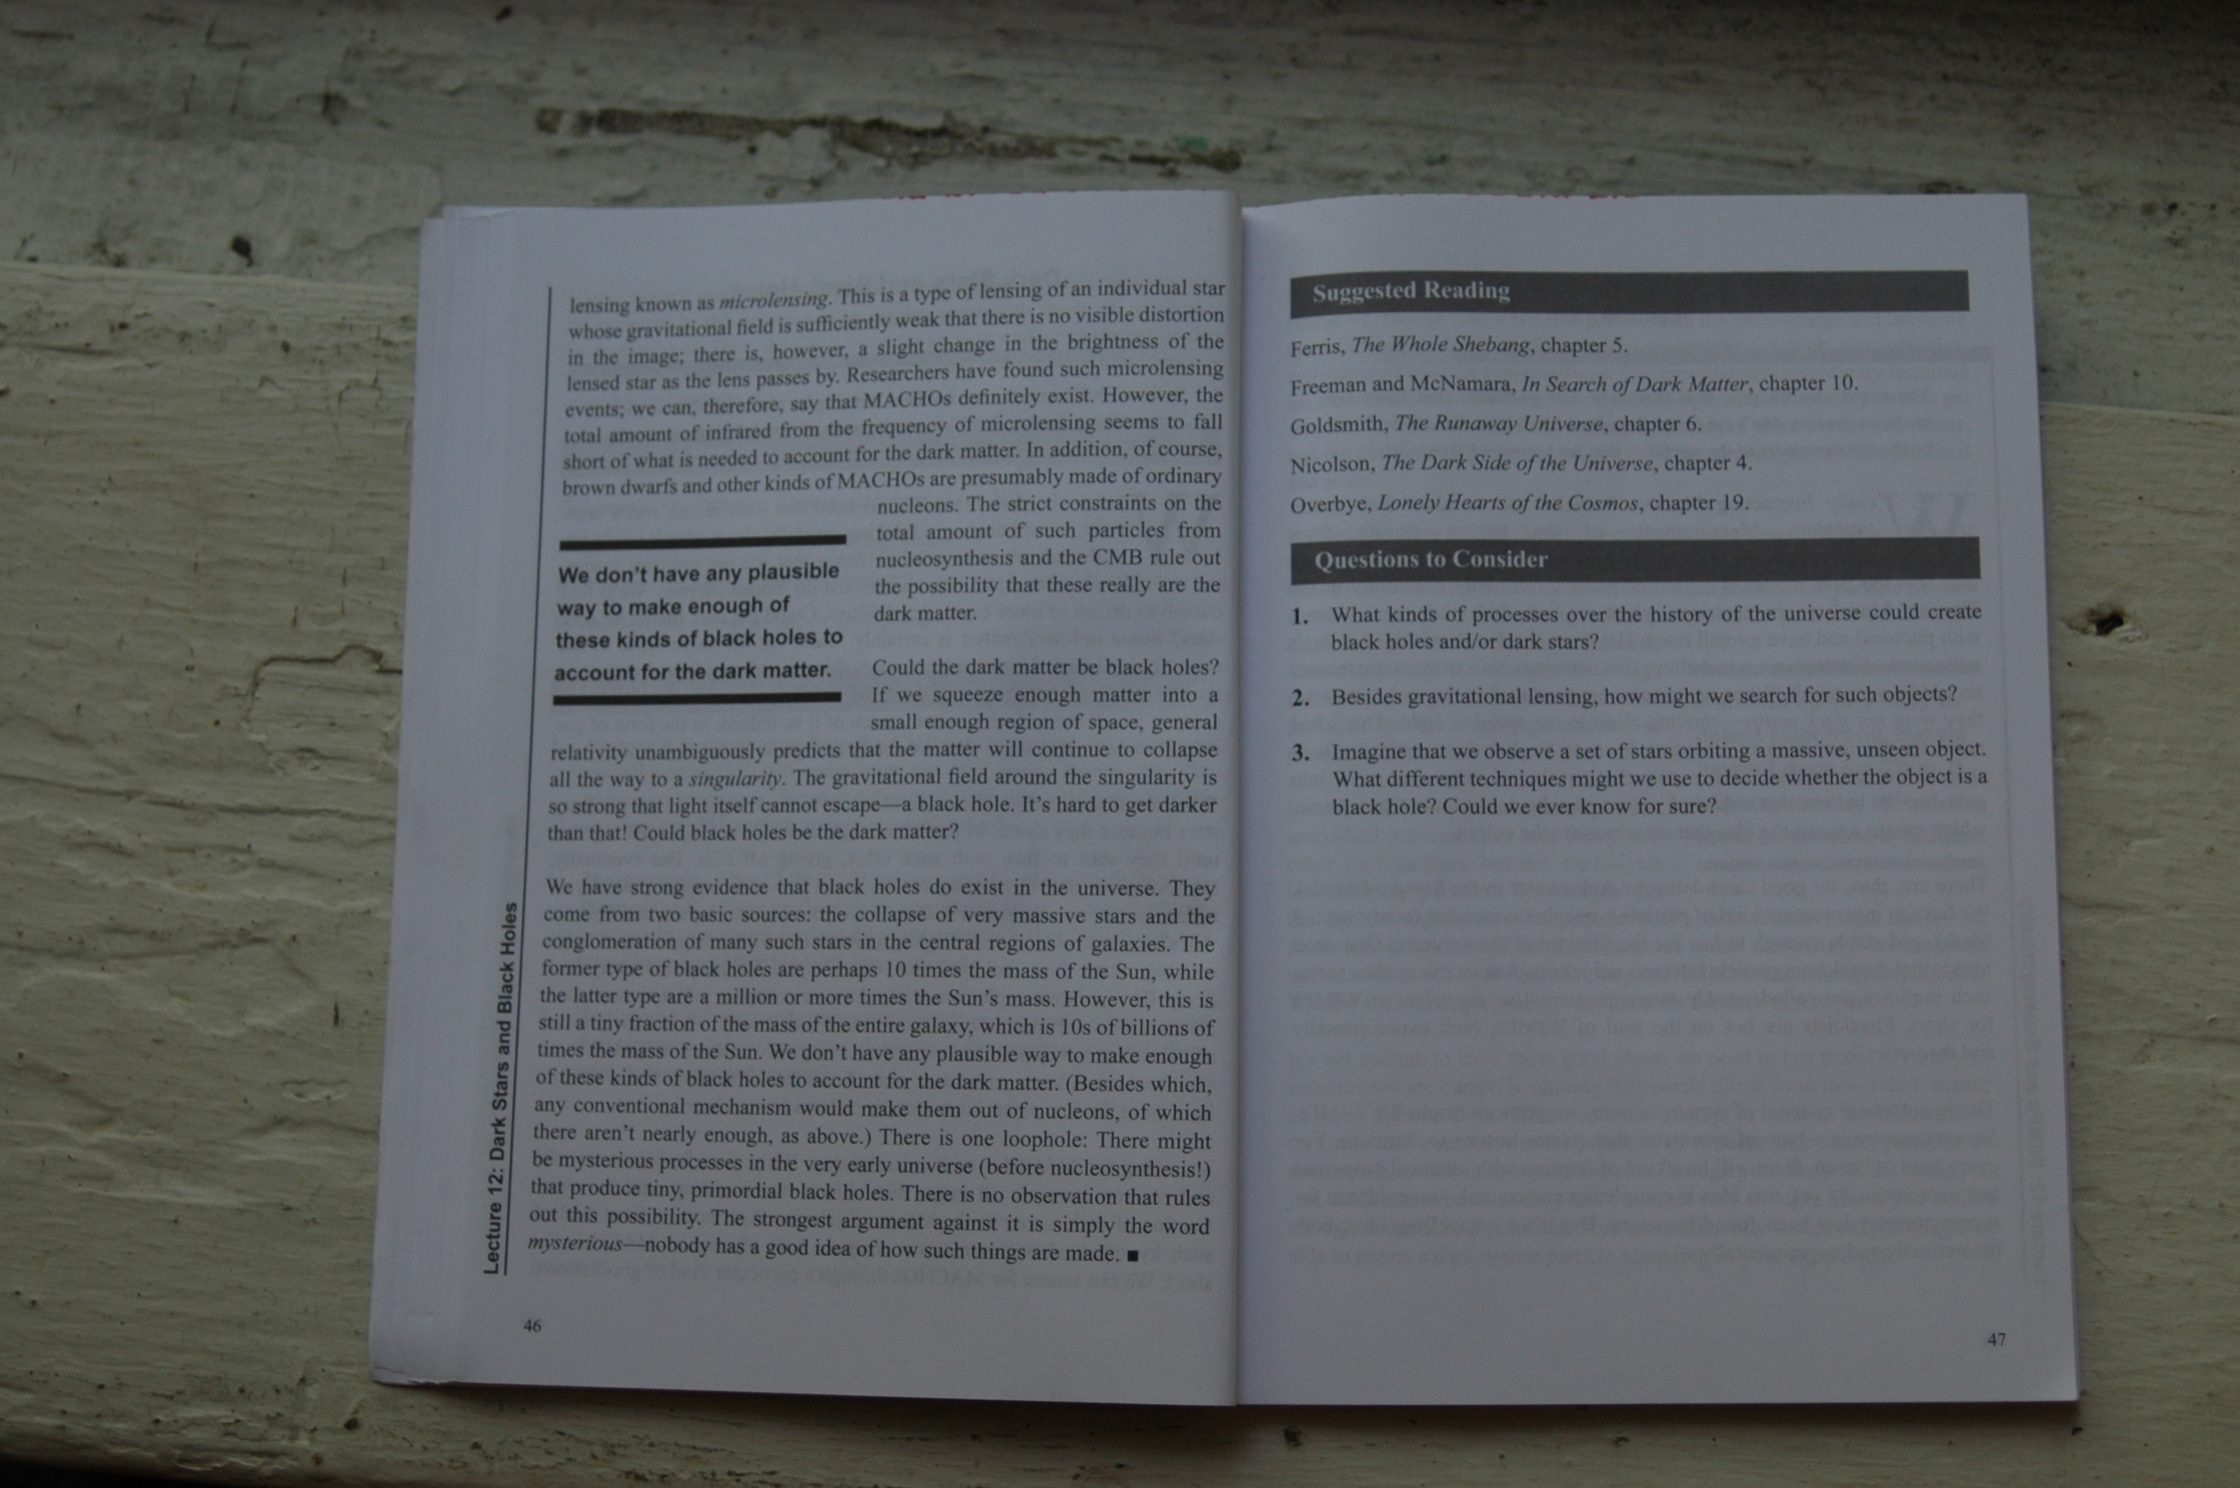 lensing known as microlensing. This is a type of lensing of an individual star
whose gravitational field is sufficiently weak that there is no visible distortion
in the image; there is, however, a slight change in the brightness of the
lensed star as the lens passes by. Researchers have found such microlensing
events; we can, therefore, say that MACHOs definitely exist. However, the
total amount of infrared from the frequency of microlensing seems to fall
short of what is needed to account for the dark matter. In addition, of course,
brown dwarfs and other kinds of MACHOs are presumably made of ordinary
nucleons. The strict constraints on the
total amount of such particles from
nucleosynthesis and the CMB rule out
the possibility that these really are the
dark matter.
We don't have any plausible
way to make enough of
these kinds of black holes to
account for the dark matter.
Could the dark matter be black holes?
If we squeeze enough matter into a
small enough region of space, general
relativity unambiguously predicts that the matter will continue to collapse
all the way to a singularity. The gravitational field around the singularity is
so strong that light itself cannot escape—a black hole. It's hard to get darker
than that! Could black holes be the dark matter?
We have strong evidence that black holes do exist in the universe. They
come from two basic sources: the collapse of very massive stars and the
conglomeration of many such stars in the central regions of galaxies. The
former type of black holes are perhaps 10 times the mass of the Sun, while
the latter type are a million or more times the Sun's mass. However, this is
still a tiny fraction of the mass of the entire galaxy, which is 10s of billions of
times the mass of the Sun. We don't have any plausible way to make enough
of these kinds of black holes to account for the dark matter. (Besides which,
any conventional mechanism would make them out of nucleons, of which
there aren't nearly enough, as above.) There is one loophole: There might
be mysterious processes in the very early universe (before nucleosynthesis!)
that produce tiny, primordial black holes. There is no observation that rules
out this possibility. The strongest argument against it is simply the word
mysterious—nobody has a good idea of how such things are made. ■
Lecture 12: Dark Stars and Black Holes
46
Suggested Reading
Ferris, The Whole Shebang, chapter 5.
Freeman and McNamara, In Search of Dark Matter, chapter 10.
Goldsmith, The Runaway Universe, chapter 6.
Nicolson, The Dark Side of the Universe, chapter 4.
Overbye, Lonely Hearts of the Cosmos, chapter 19.
Questions to Consider
1. What kinds of processes over the history of the universe could create
black holes and/or dark stars?
2. Besides gravitational lensing, how might we search for such objects?
3. Imagine that we observe a set of stars orbiting a massive, unseen object.
What different techniques might we use to decide whether the object is a
black hole? Could we ever know for sure?
47